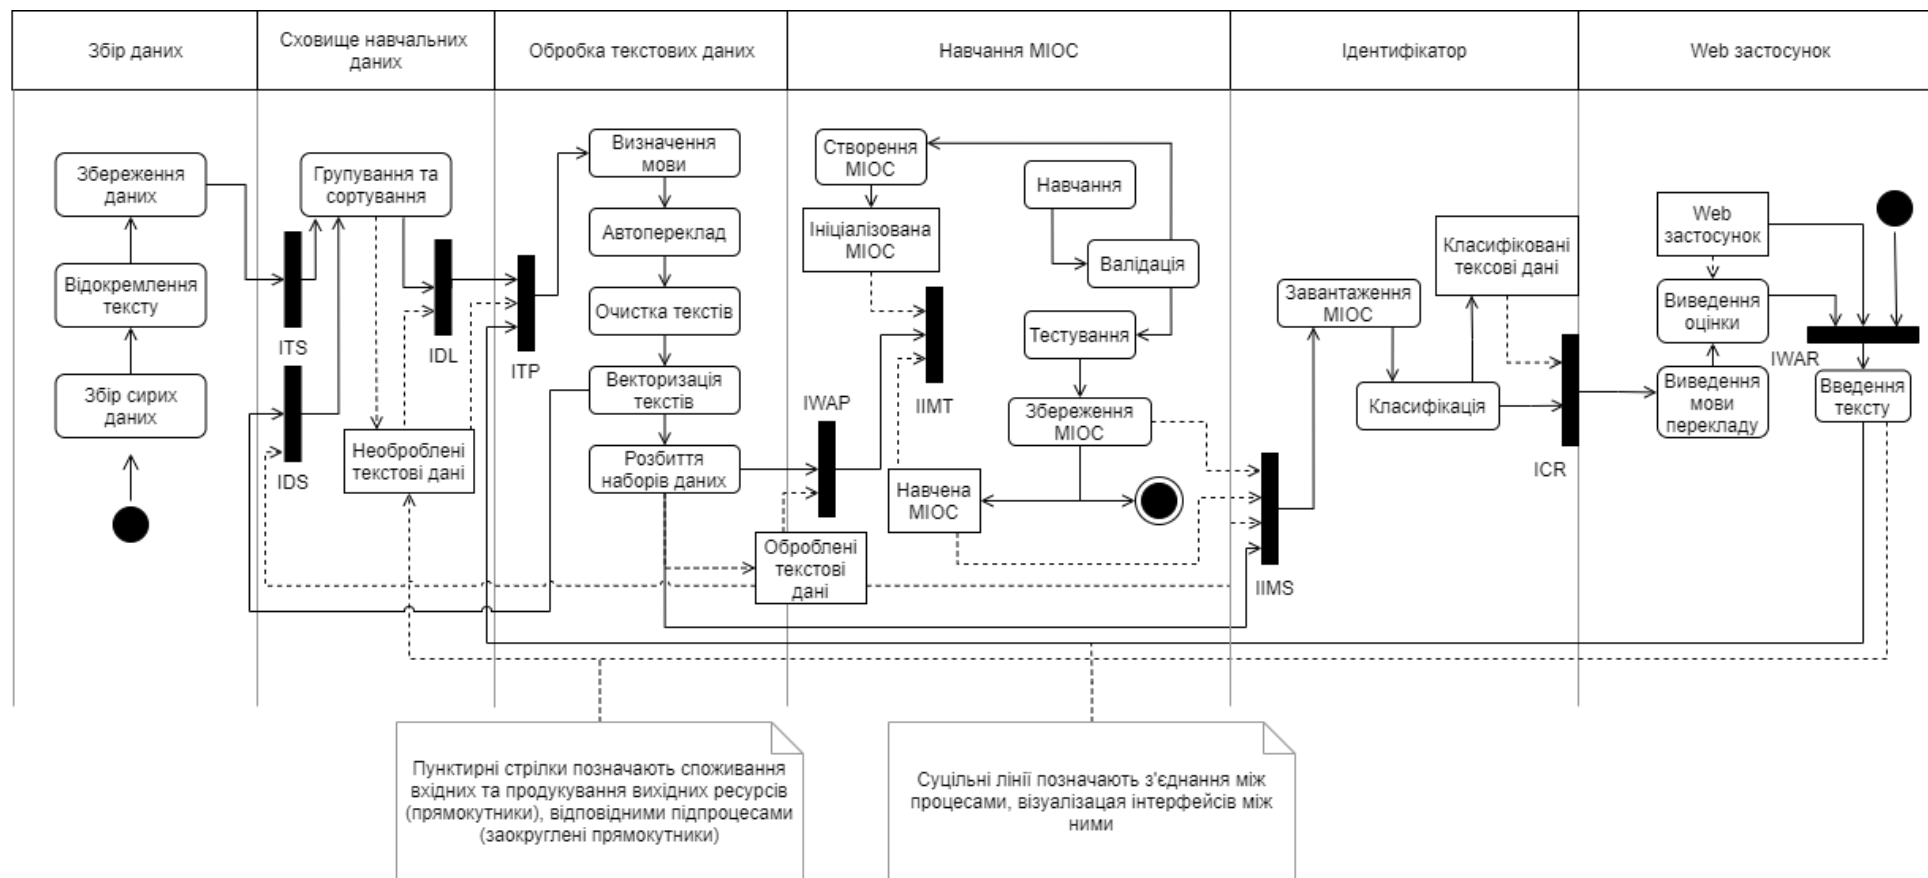 Збір даних
Сховище навчальних
даних
Обробка текстових даних
Навчання МІОС
Ідентифікатор
Web застосунок
Збереження
даних
Відокремлення
тексту
Збір сирих
даних
ITS
IDS
Групування та
сортування
IDL
Необроблені
текстові дані
ITP
Визначення
мови
Автопереклад
Очистка текстів
Векторизація
текстів
Розбиття
наборів даних
Оброблені
текстові
дані
IWAP
Створення
МІОС
Ініціалізована
МІОС
IIMT
Навчання
Валідація
Тестування
Збереження
МІОС
Навчена
МІОС
IIMS
Завантаження
МІОС
Класифікація
Класифіковані
тексові дані
ICR
Web
застосунок
Виведення
оцінки
Виведення
мови
перекладу
IWAR
Введення
тексту
Пунктирні стрілки позначають споживання
вхідних та продукування вихідних ресурсів
(прямокутники), відповідними підпроцесами
(заокруглені прямокутники)
Суцільні лінії позначають з'єднання між
процесами, візуалізацая інтерфейсів між
ними